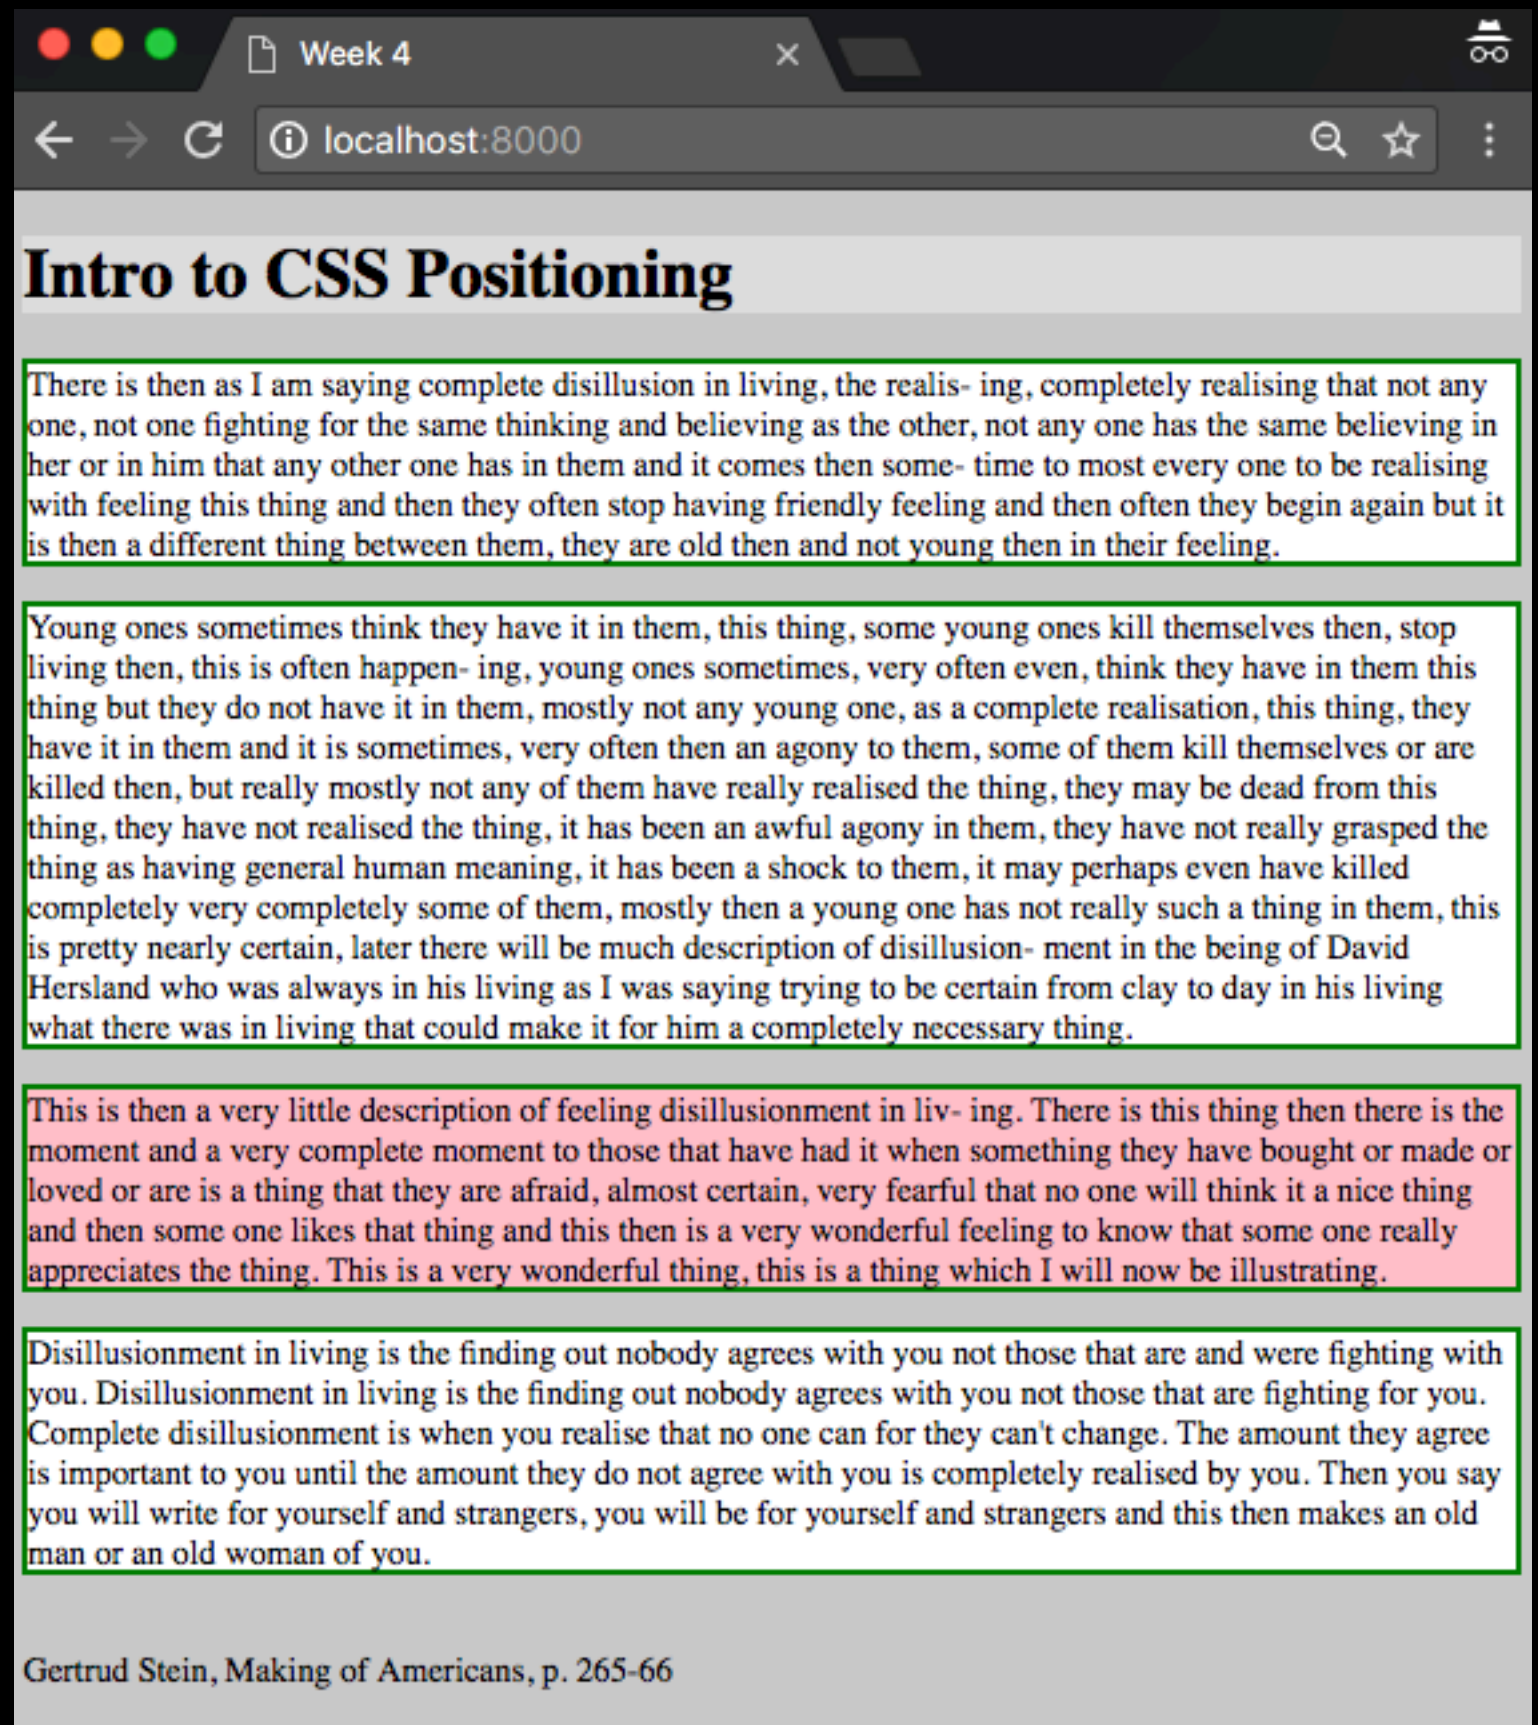 Week 4
localhost:8000
Intro to CSS Positioning
There is then as I am saying complete disillusion in living, the realis- ing, completely realising that not any
one, not one fighting for the same thinking and believing as the other, not any one has the same believing in
her or in him that any other one has in them and it comes then some- time to most every one to be realising
with feeling this thing and then they often stop having friendly feeling and then often they begin again but it
is then a different thing between them, they are old then and not young then in their feeling.
Young ones sometimes think they have it in them, this thing, some young ones kill themselves then, stop
living then, this is often happen- ing, young ones sometimes, very often even, think they have in them this
thing but they do not have it in them, mostly not any young one, as a complete realisation, this thing, they
have it in them and it is sometimes, very often then an agony to them, some of them kill themselves or are
killed then, but really mostly not any of them have really realised the thing, they may be dead from this
thing, they have not realised the thing, it has been an awful agony in them, they have not really grasped the
thing as having general human meaning, it has been a shock to them, it may perhaps even have killed
completely very completely some of them, mostly then a young one has not really such a thing in them, this
is pretty nearly certain, later there will be much description of disillusion- ment in the being of David
Hersland who was always in his living as I was saying trying to be certain from clay to day in his living
what there was in living that could make it for him a completely necessary thing.
This is then a very little description of feeling disillusionment in liv- ing. There is this thing then there is the
moment and a very complete moment to those that have had it when something they have bought or made or
loved or are is a thing that they are afraid, almost certain, very fearful that no one will think it a nice thing
and then some one likes that thing and this then is a very wonderful feeling to know that some one really
appreciates the thing. This is a very wonderful thing, this is a thing which I will now be illustrating.
Disillusionment in living is the finding out nobody agrees with you not those that are and were fighting with
you. Disillusionment in living is the finding out nobody agrees with you not those that are fighting for you.
Complete disillusionment is when you realise that no one can for they can't change. The amount they agree
is important to you until the amount they do not agree with you is completely realised by you. Then you say
you will write for yourself and strangers, you will be for yourself and strangers and this then makes an old
man or an old woman of you.
Gertrud Stein, Making of Americans, p. 265-66